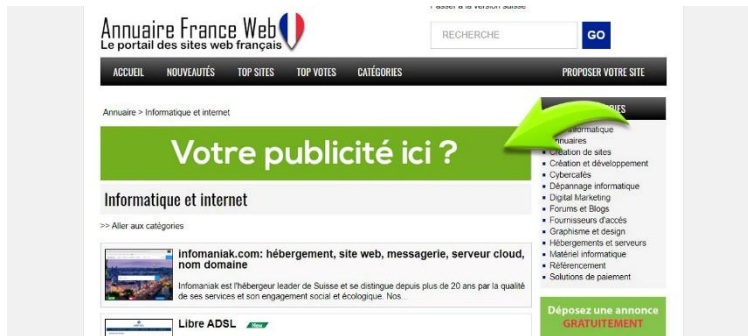 Passer à la version suisse
Annuaire France Web
Le portail des sites web français
RECHERCHE
GO
ACCUEIL NOUVEAUTÉS TOP SITES TOP VOTES CATÉGORIES PROPOSER VOTRE SITE
Annuaire > Informatique et internet
Votre publicité ici ?
Informatique et internet
>> Aller aux catégories
infomaniak.com: hébergement, site web, messagerie, serveur cloud,
nom domaine
Infomaniak est l'hébergeur leader de Suisse et se distingue depuis plus de 20 ans par la qualité
de ses services et son engagement social et écologique. Nos...
Libre ADSL New
Création de sites
Création et développement
Cybercafés
Dépannage informatique
Digital Marketing
Forums et Blogs
Fournisseurs d'accès
Graphisme et design
Hébergements et serveurs
Matériel informatique
Référencement
Solutions de paiement
Déposez une annonce
GRATUITEMENT